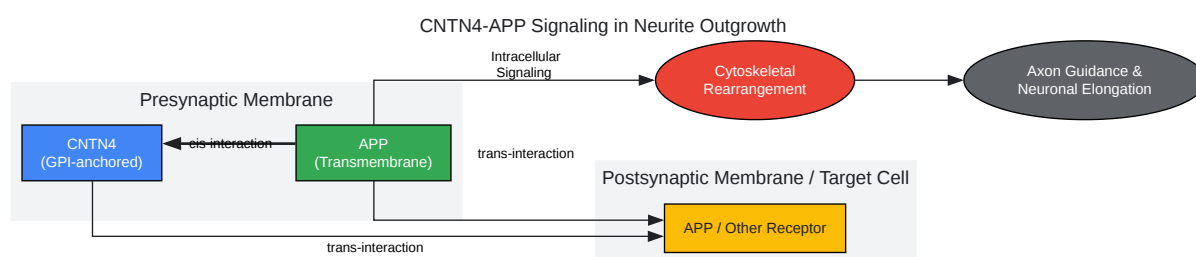 CNTN4-APP Signaling in Neurite Outgrowth
Intracellular
Signaling
Cytoskeletal
Rearrangement
Axon Guidance &
Neuronal Elongation
Presynaptic Membrane
CNTN4
(GPI-anchored)
cis-interaction
APP
(Transmembrane)
trans-interaction
Postsynaptic Membrane / Target Cell
APP / Other Receptor
trans-interaction